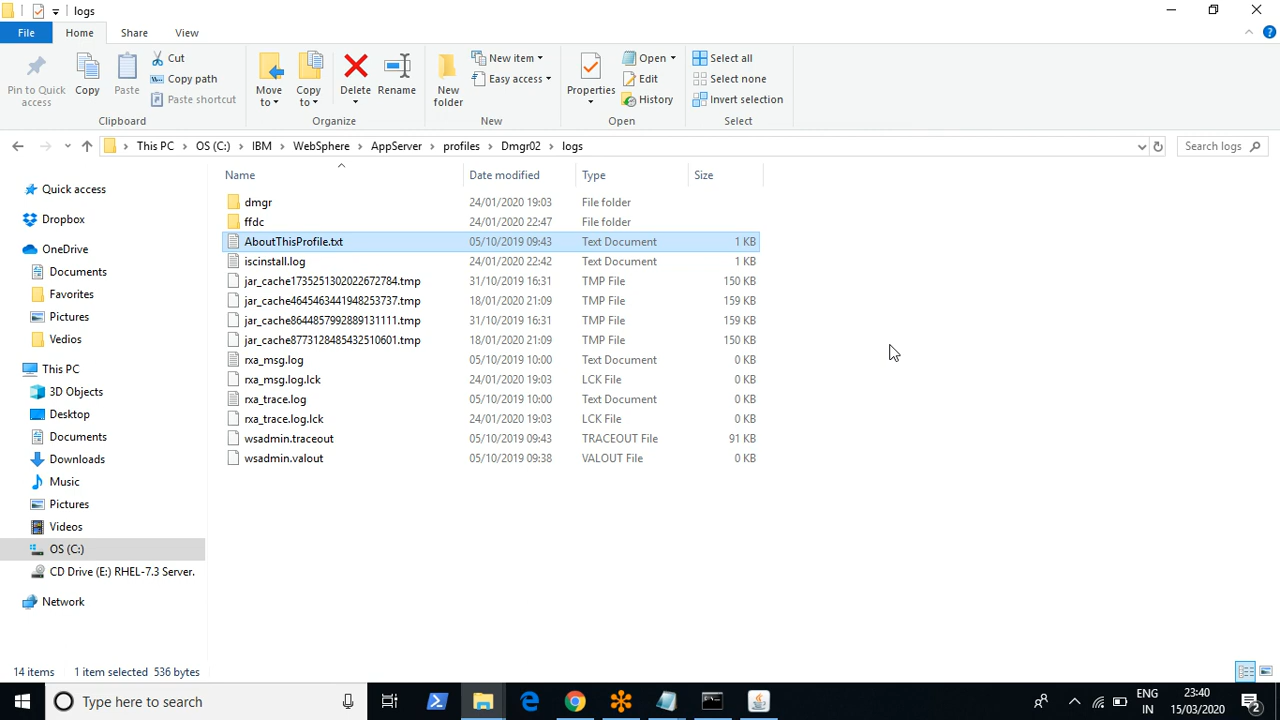 logs
File Home Share View
Pin to Quick access
Copy
Paste
Cut
Copy path
Paste shortcut
Clipboard
Move to
Copy to
Delete
Rename
Organize
New folder
New item
Easy access
New
Properties
Open
Edit
History
Open
Select all
Select none
Invert selection
Select
This PC OS (C:) IBM WebSphere AppServer profiles Dmgr02 logs
Search logs
Name Date modified Type Size
dmgr 24/01/2020 19:03 File folder
ffdc 24/01/2020 22:47 File folder
AboutThisProfile.txt 05/10/2019 09:43 Text Document 1 KB
iscinstall.log 24/01/2020 22:42 Text Document 1 KB
jar_cache1735251302022672784.tmp 31/10/2019 16:31 TMP File 150 KB
jar_cache4645463441948253737.tmp 18/01/2020 21:09 TMP File 159 KB
jar_cache8644857992889131111.tmp 31/10/2019 16:31 TMP File 159 KB
jar_cache8773128485432510601.tmp 18/01/2020 21:09 TMP File 150 KB
rxa_msg.log 05/10/2019 10:00 Text Document 0 KB
rxa_msg.log.lck 24/01/2020 19:03 LCK File 0 KB
rxa_trace.log 05/10/2019 10:00 Text Document 0 KB
rxa_trace.log.lck 24/01/2020 19:03 LCK File 0 KB
wsadmin.traceout 05/10/2019 09:43 TRACEOUT File 91 KB
wsadmin.valout 05/10/2019 09:38 VALOUT File 0 KB
Quick access
Dropbox
OneDrive
Documents
Favorites
Pictures
Vedios
This PC
3D Objects
Desktop
Documents
Downloads
Music
Pictures
Videos
OS (C:)
CD Drive (E:) RHEL-7.3 Server.
Network
14 items 1 item selected 536 bytes
Type here to search
ENG
IN
23:40
15/03/2020
2